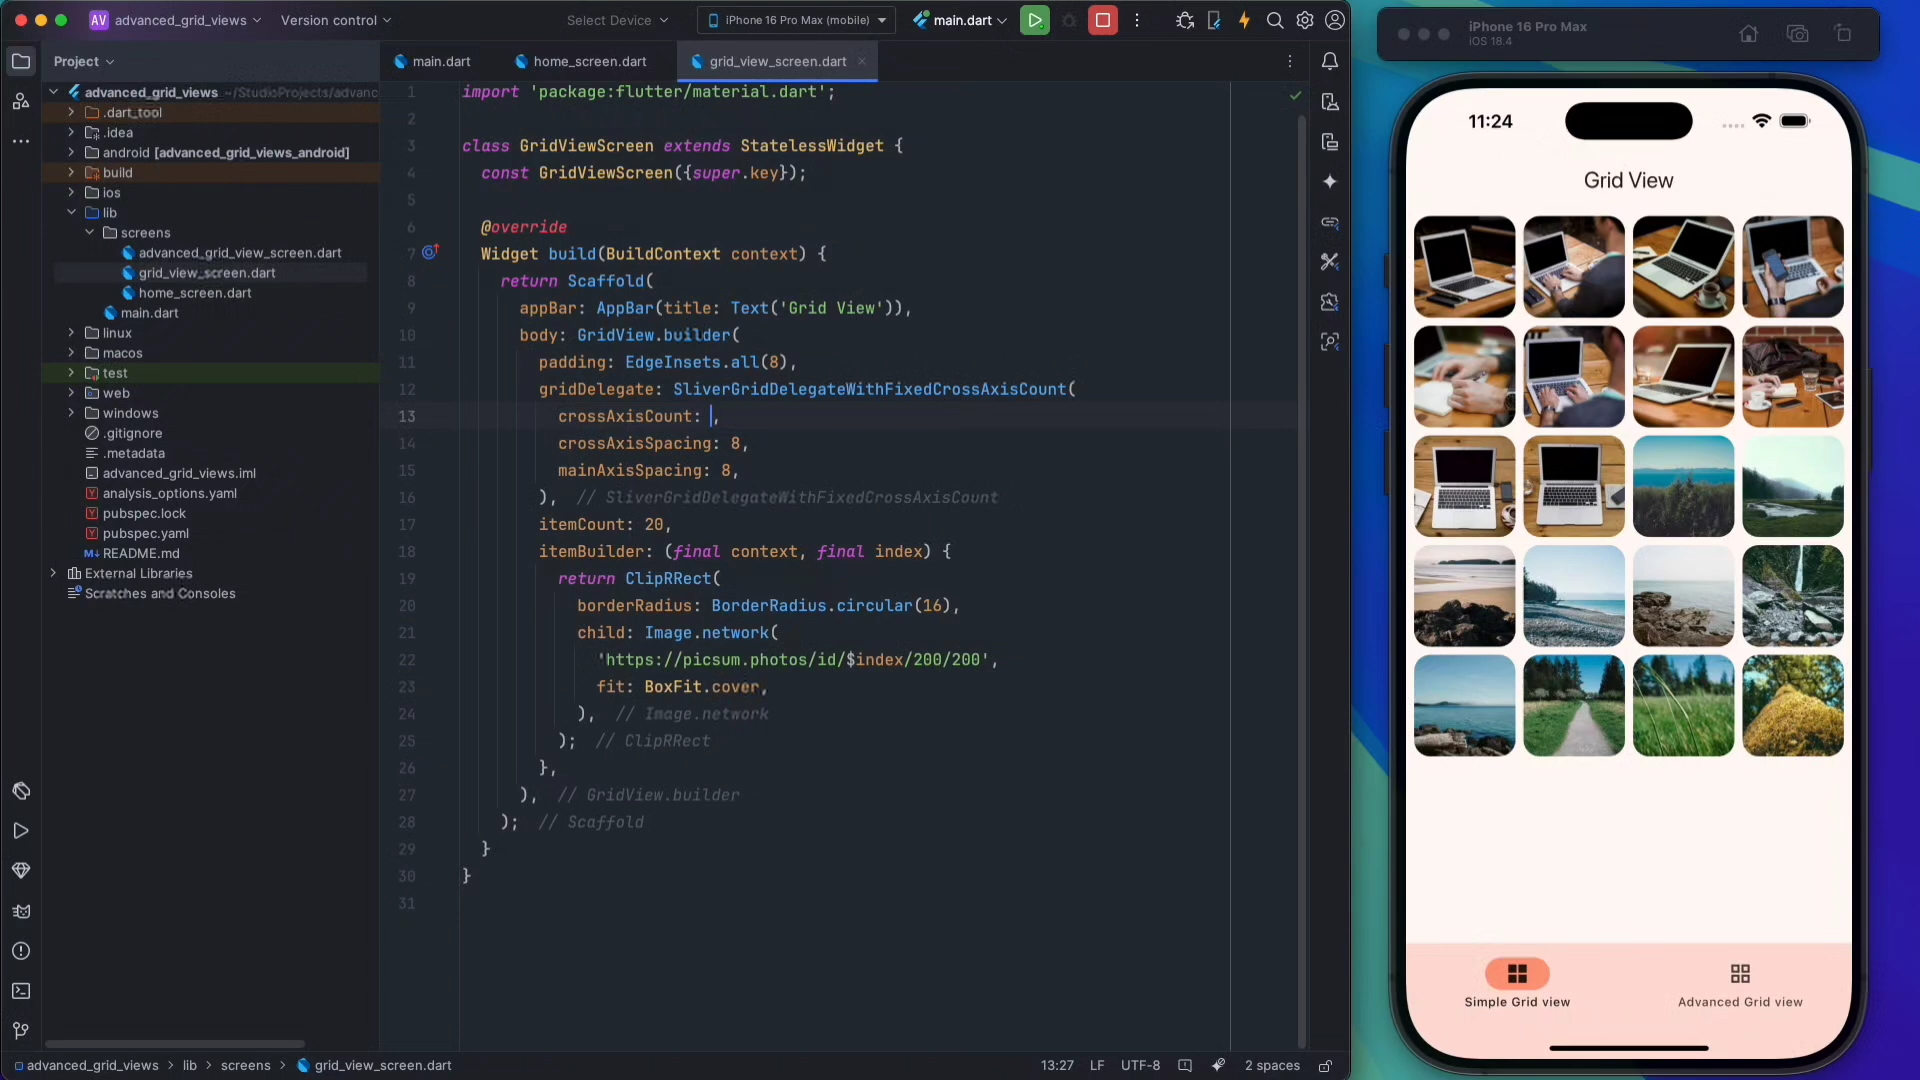 AV advanced_grid_views
Version control
Select Device
iPhone 16 Pro Max (mobile)
main.dart
Project
main.dart
home_screen.dart
grid_view_screen.dart
advanced_grid_views ~/StudioProjects/advanc
.dart_tool
.idea
android [advanced_grid_views_android]
build
ios
lib
screens
advanced_grid_view_screen.dart
grid_view_screen.dart
home_screen.dart
main.dart
linux
macos
test
web
windows
.gitignore
.metadata
advanced_grid_views.iml
analysis_options.yaml
pubspec.lock
pubspec.yaml
README.md
External Libraries
Scratches and Consoles
1 import 'package:flutter/material.dart';
2
3 class GridViewScreen extends StatelessWidget {
4 const GridViewScreen({super.key});
5
6 @override
7 Widget build(BuildContext context) {
8 return Scaffold(
9 appBar: AppBar(title: Text('Grid View')),
10 body: GridView.builder(
11 padding: EdgeInsets.all(8),
12 gridDelegate: SliverGridDelegateWithFixedCrossAxisCount(
13 crossAxisCount: ,
14 crossAxisSpacing: 8,
15 mainAxisSpacing: 8,
16 ), // SliverGridDelegateWithFixedCrossAxisCount
17 itemCount: 20,
18 itemBuilder: (final context, final index) {
19 return ClipRRect(
20 borderRadius: BorderRadius.circular(16),
21 child: Image.network(
22 'https://picsum.photos/id/$index/200/200',
23 fit: BoxFit.cover,
24 ), // Image.network
25 ); // ClipRRect
26 },
27 ), // GridView.builder
28 ); // Scaffold
29 }
30 }
31
advanced_grid_views > lib > screens > grid_view_screen.dart
13:27 LF UTF-8 2 spaces
iPhone 16 Pro Max
iOS 18.4
11:24
Grid View
Simple Grid view
Advanced Grid view